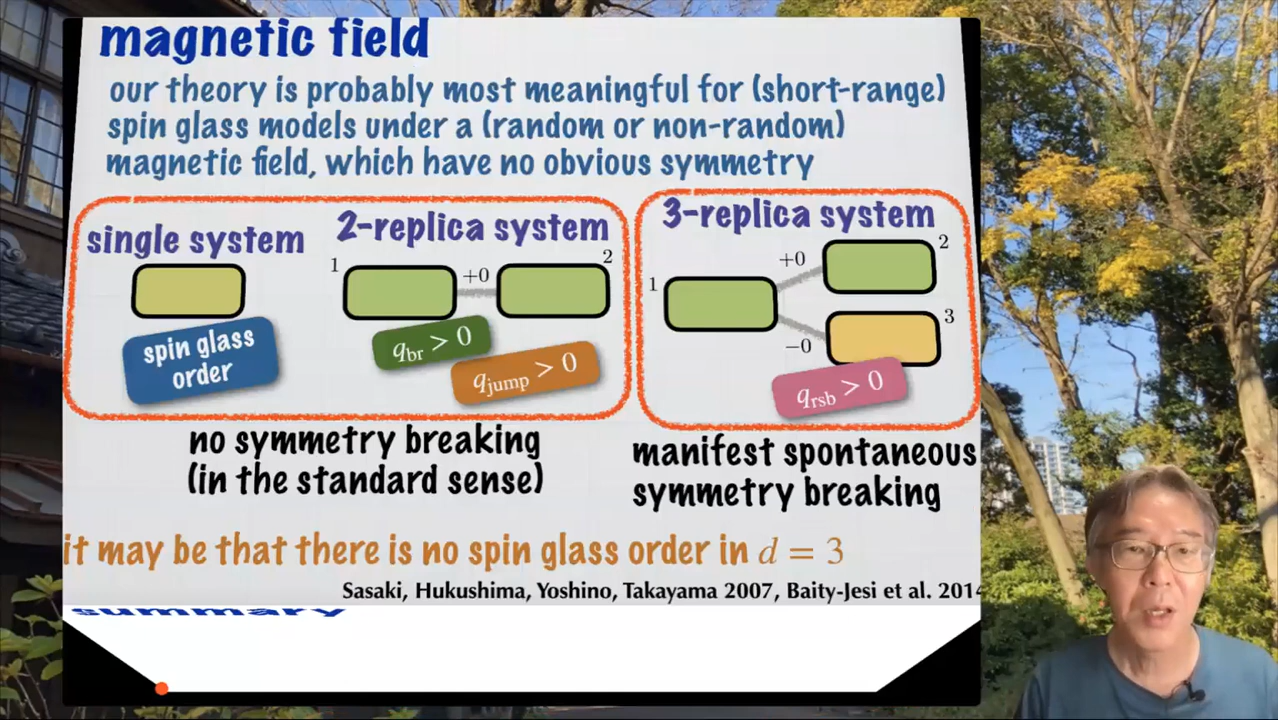 magnetic field
our theory is probably most meaningful for (short-range)
spin glass models under a (random or non-random)
magnetic field, which have no obvious symmetry
single system
spin glass
order
2-replica system
1
+0
2
q_br > 0
q_jump > 0
3-replica system
1
+0
2
−0
3
q_rsb > 0
no symmetry breaking
(in the standard sense)
manifest spontaneous
symmetry breaking
it may be that there is no spin glass order in d = 3
Sasaki, Hukushima, Yoshino, Takayama 2007, Baity-Jesi et al. 2014
summary